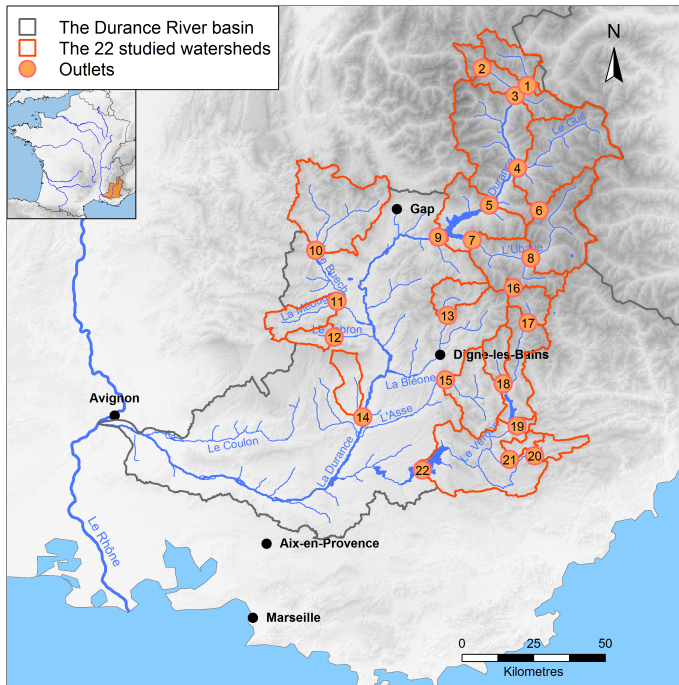 The Durance River basin
The 22 studied watersheds
Outlets
N
2
1
3
Le Guil
4
Durance
5
6
Gap
9
7
L'Ubaye
8
10
Le Buëch
16
11
La Méouge
13
17
12
La Jabron
Digne-les-Bains
La Bléone
15
18
Avignon
14
L'Asse
19
Le Verdon
Le Coulon
La Durance
21
20
22
Le Rhône
Aix-en-Provence
Marseille
0
25
50
Kilometres